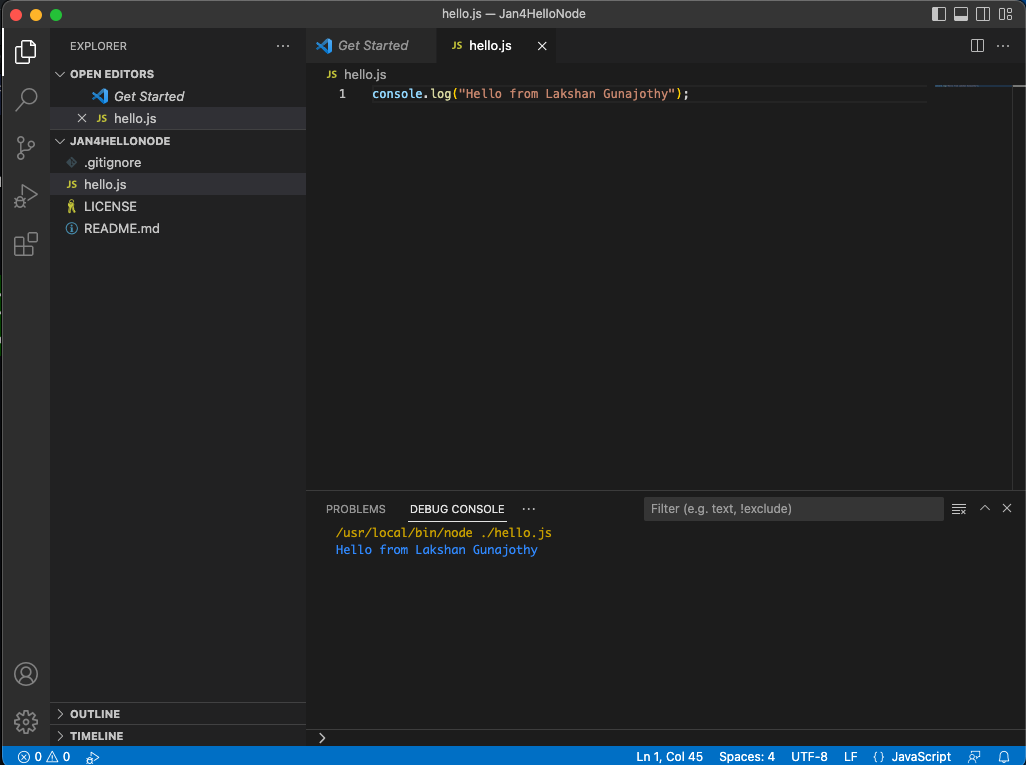 hello.js — Jan4HelloNode
EXPLORER
OPEN EDITORS
Get Started
JS hello.js
JAN4HELLONODE
.gitignore
JS hello.js
LICENSE
README.md
OUTLINE
TIMELINE
Get Started
JS hello.js
JS hello.js
1 console.log("Hello from Lakshan Gunajothy");
PROBLEMS DEBUG CONSOLE ··· Filter (e.g. text, !exclude)
/usr/local/bin/node ./hello.js
Hello from Lakshan Gunajothy
0 0 Ln 1, Col 45 Spaces: 4 UTF-8 LF {} JavaScript